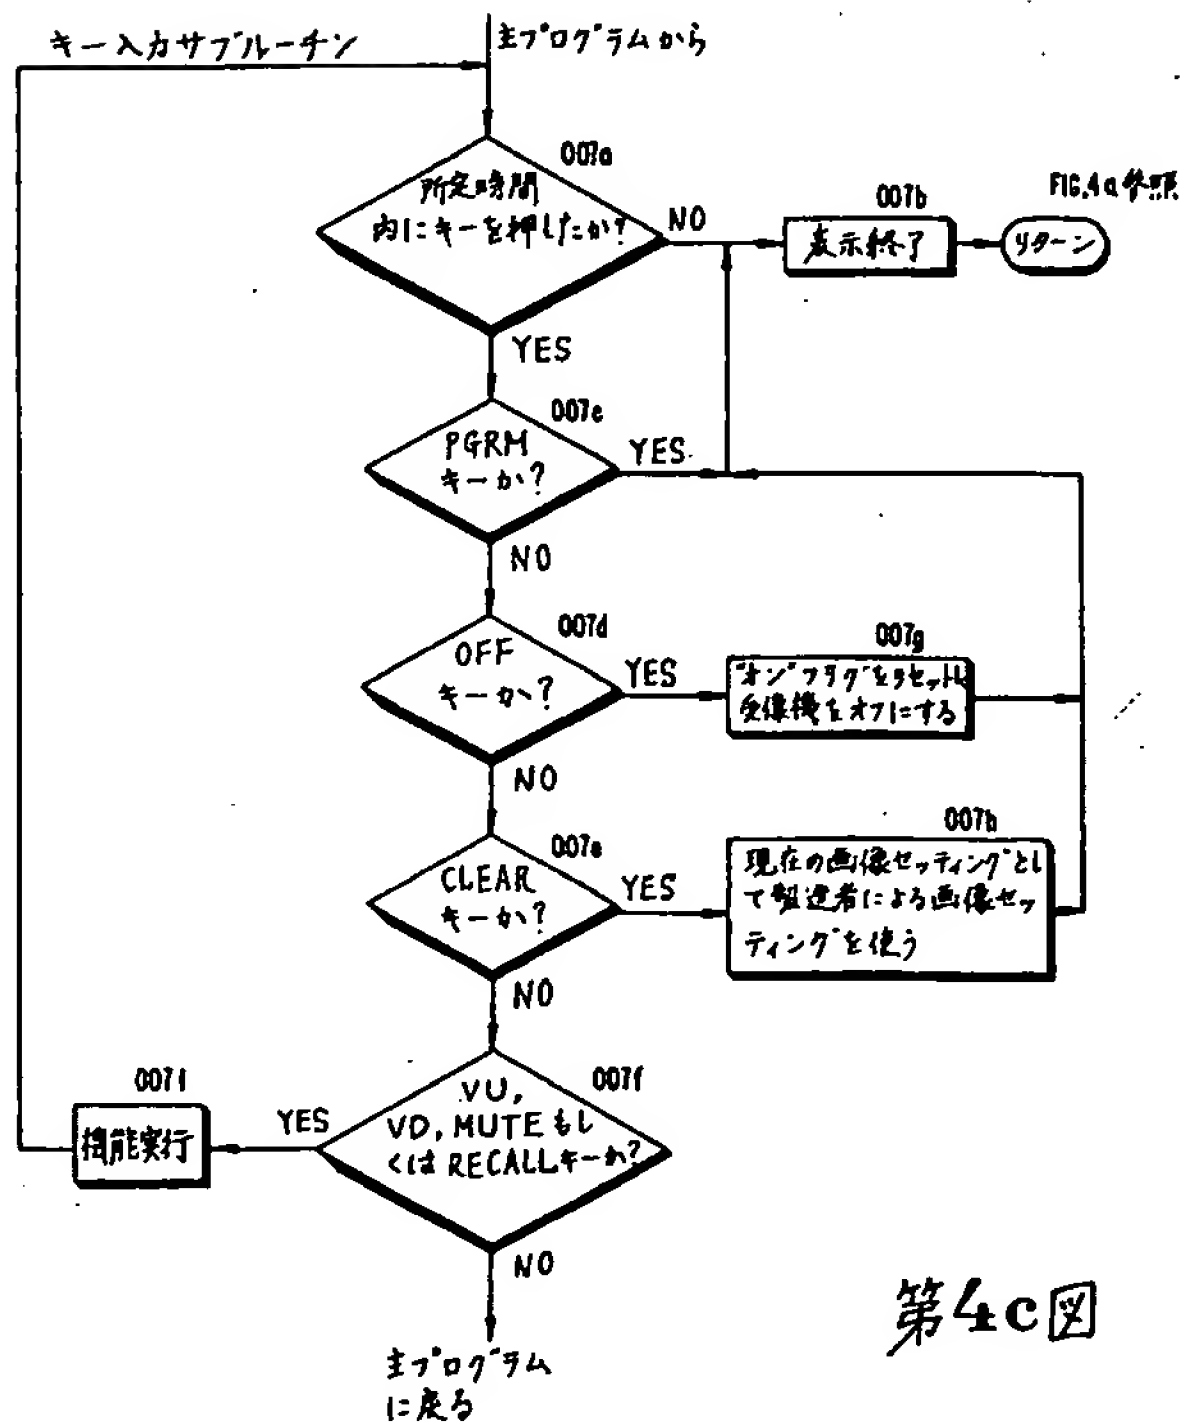 キー入力サブルーチン
主プログラムから
007a
所定時間
内にキーを押したか?
NO
007b
表示終了
FIG.4a参照
リターン
YES
007c
PGRM
キーか?
YES
NO
007d
OFF
キーか?
YES
007g
"オン"フラグをリセットし
受像機をオフにする
NO
007e
CLEAR
キーか?
YES
007h
現在の画像セッティングとし
て製造者による画像セッ
ティングを使う
NO
007f
VU,
VD, MUTEもし
くはRECALLキーか?
YES
007i
機能実行
NO
主プログラム
に戻る
第4c図